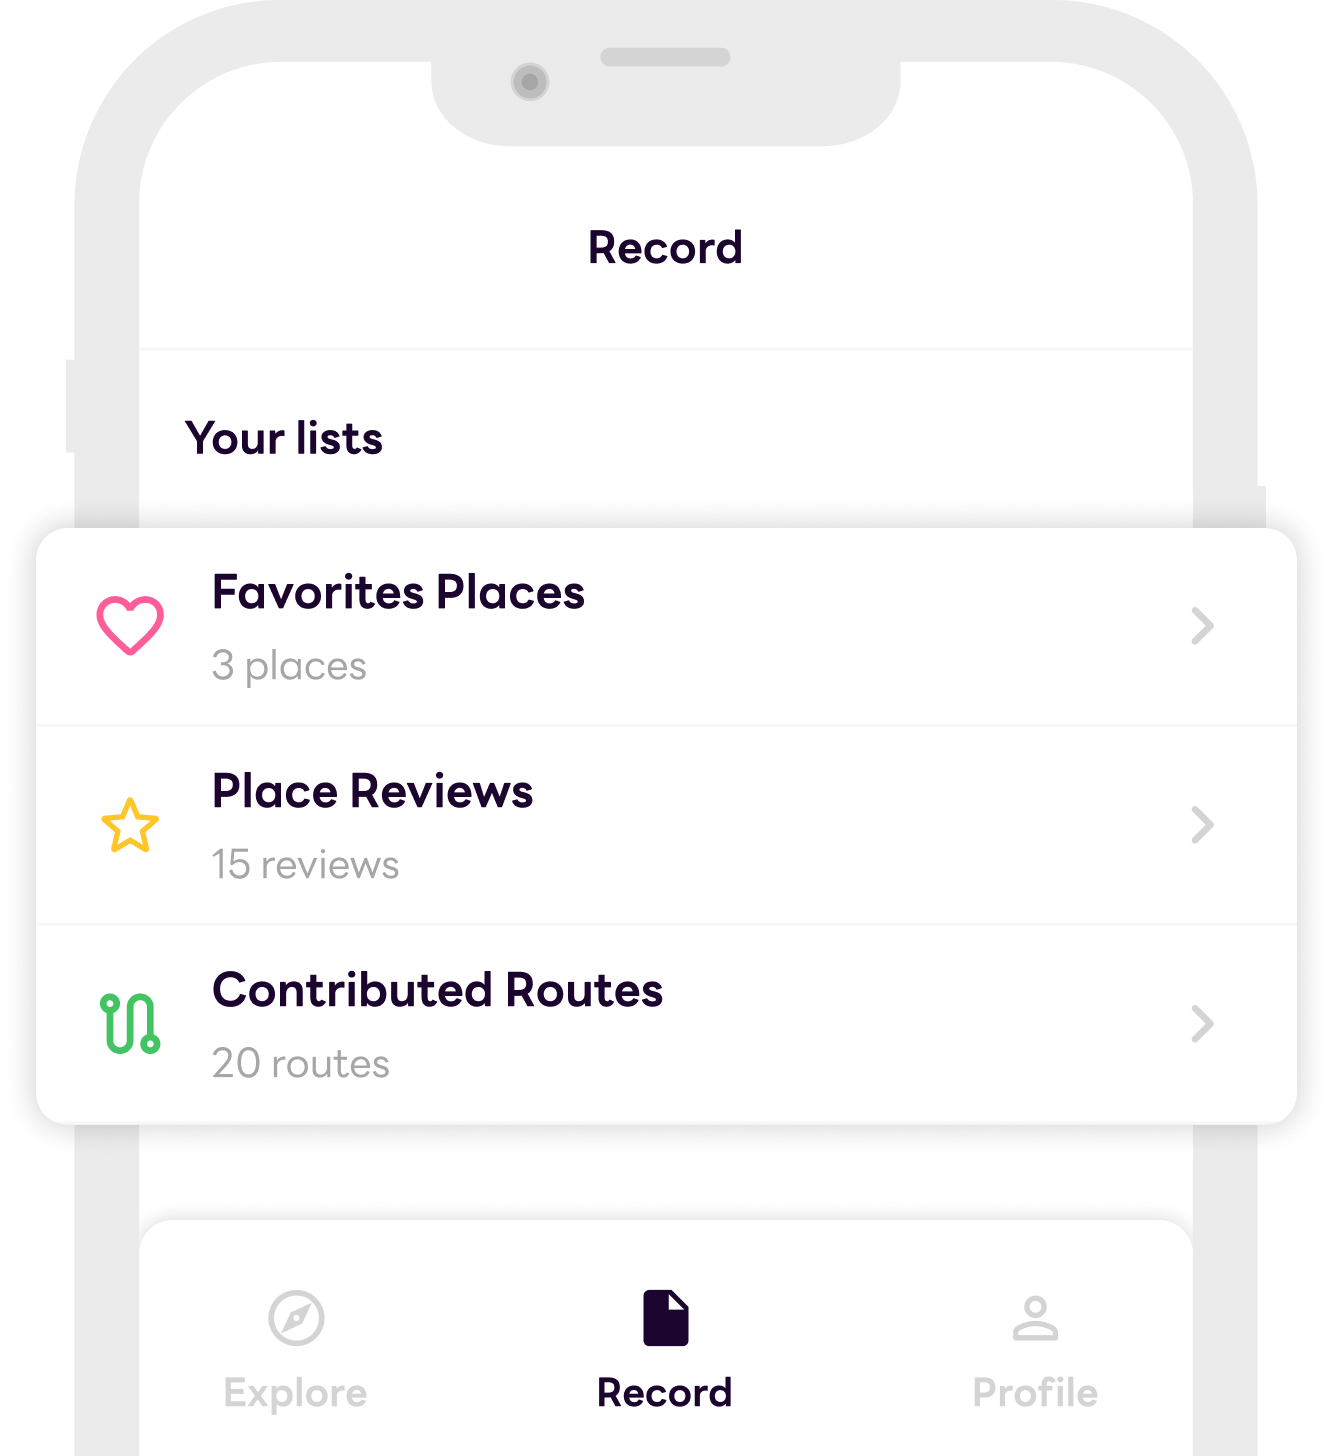 Record
Your lists
Favorites Places
3 places
Place Reviews
15 reviews
Contributed Routes
20 routes
Explore
Record
Profile